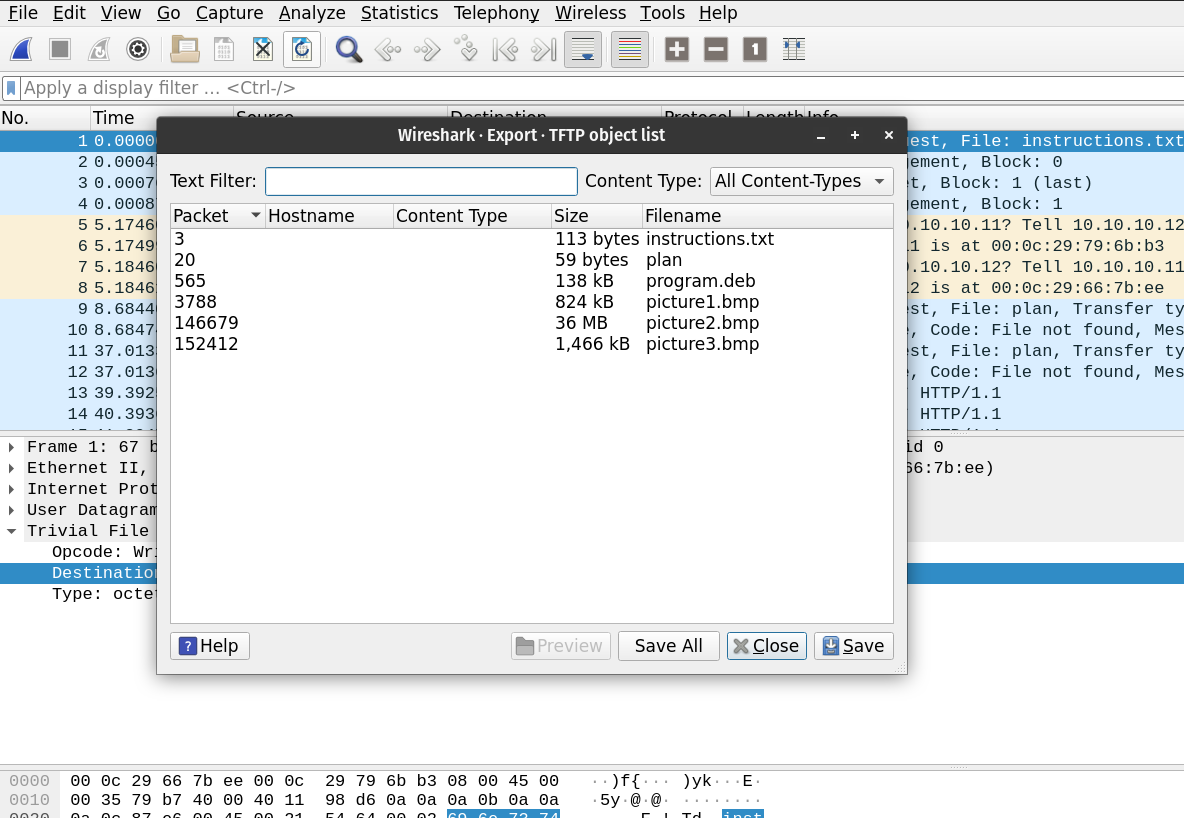 File Edit View Go Capture Analyze Statistics Telephony Wireless Tools Help
Apply a display filter … <Ctrl-/>
No. Time Source Destination Protocol Length Info
Wireshark · Export · TFTP object list
Text Filter: Content Type: All Content-Types
Packet Hostname Content Type Size Filename
3 113 bytes instructions.txt
20 59 bytes plan
565 138 kB program.deb
3788 824 kB picture1.bmp
146679 36 MB picture2.bmp
152412 1,466 kB picture3.bmp
Help Preview Save All Close Save
1 0.0000 est, File: instructions.txt
2 0.0004 ement, Block: 0
3 0.0007 t, Block: 1 (last)
4 0.0008 ement, Block: 1
5 5.1746 .10.10.11? Tell 10.10.10.12
6 5.1749 1 is at 00:0c:29:79:6b:b3
7 5.1846 .10.10.12? Tell 10.10.10.11
8 5.1846 2 is at 00:0c:29:66:7b:ee
9 8.6844 est, File: plan, Transfer ty
10 8.6847 , Code: File not found, Mes
11 37.013 est, File: plan, Transfer ty
12 37.013 , Code: File not found, Mes
13 39.392 HTTP/1.1
14 40.393 HTTP/1.1
Frame 1: 67 b id 0
Ethernet II, 66:7b:ee)
Internet Prot
User Datagram
Trivial File
Opcode: Wri
Destination
Type: octet
0000 00 0c 29 66 7b ee 00 0c 29 79 6b b3 08 00 45 00 ··)f{··· )yk···E·
0010 00 35 79 b7 40 00 40 11 98 d6 0a 0a 0a 0b 0a 0a ·5y·@·@· ········